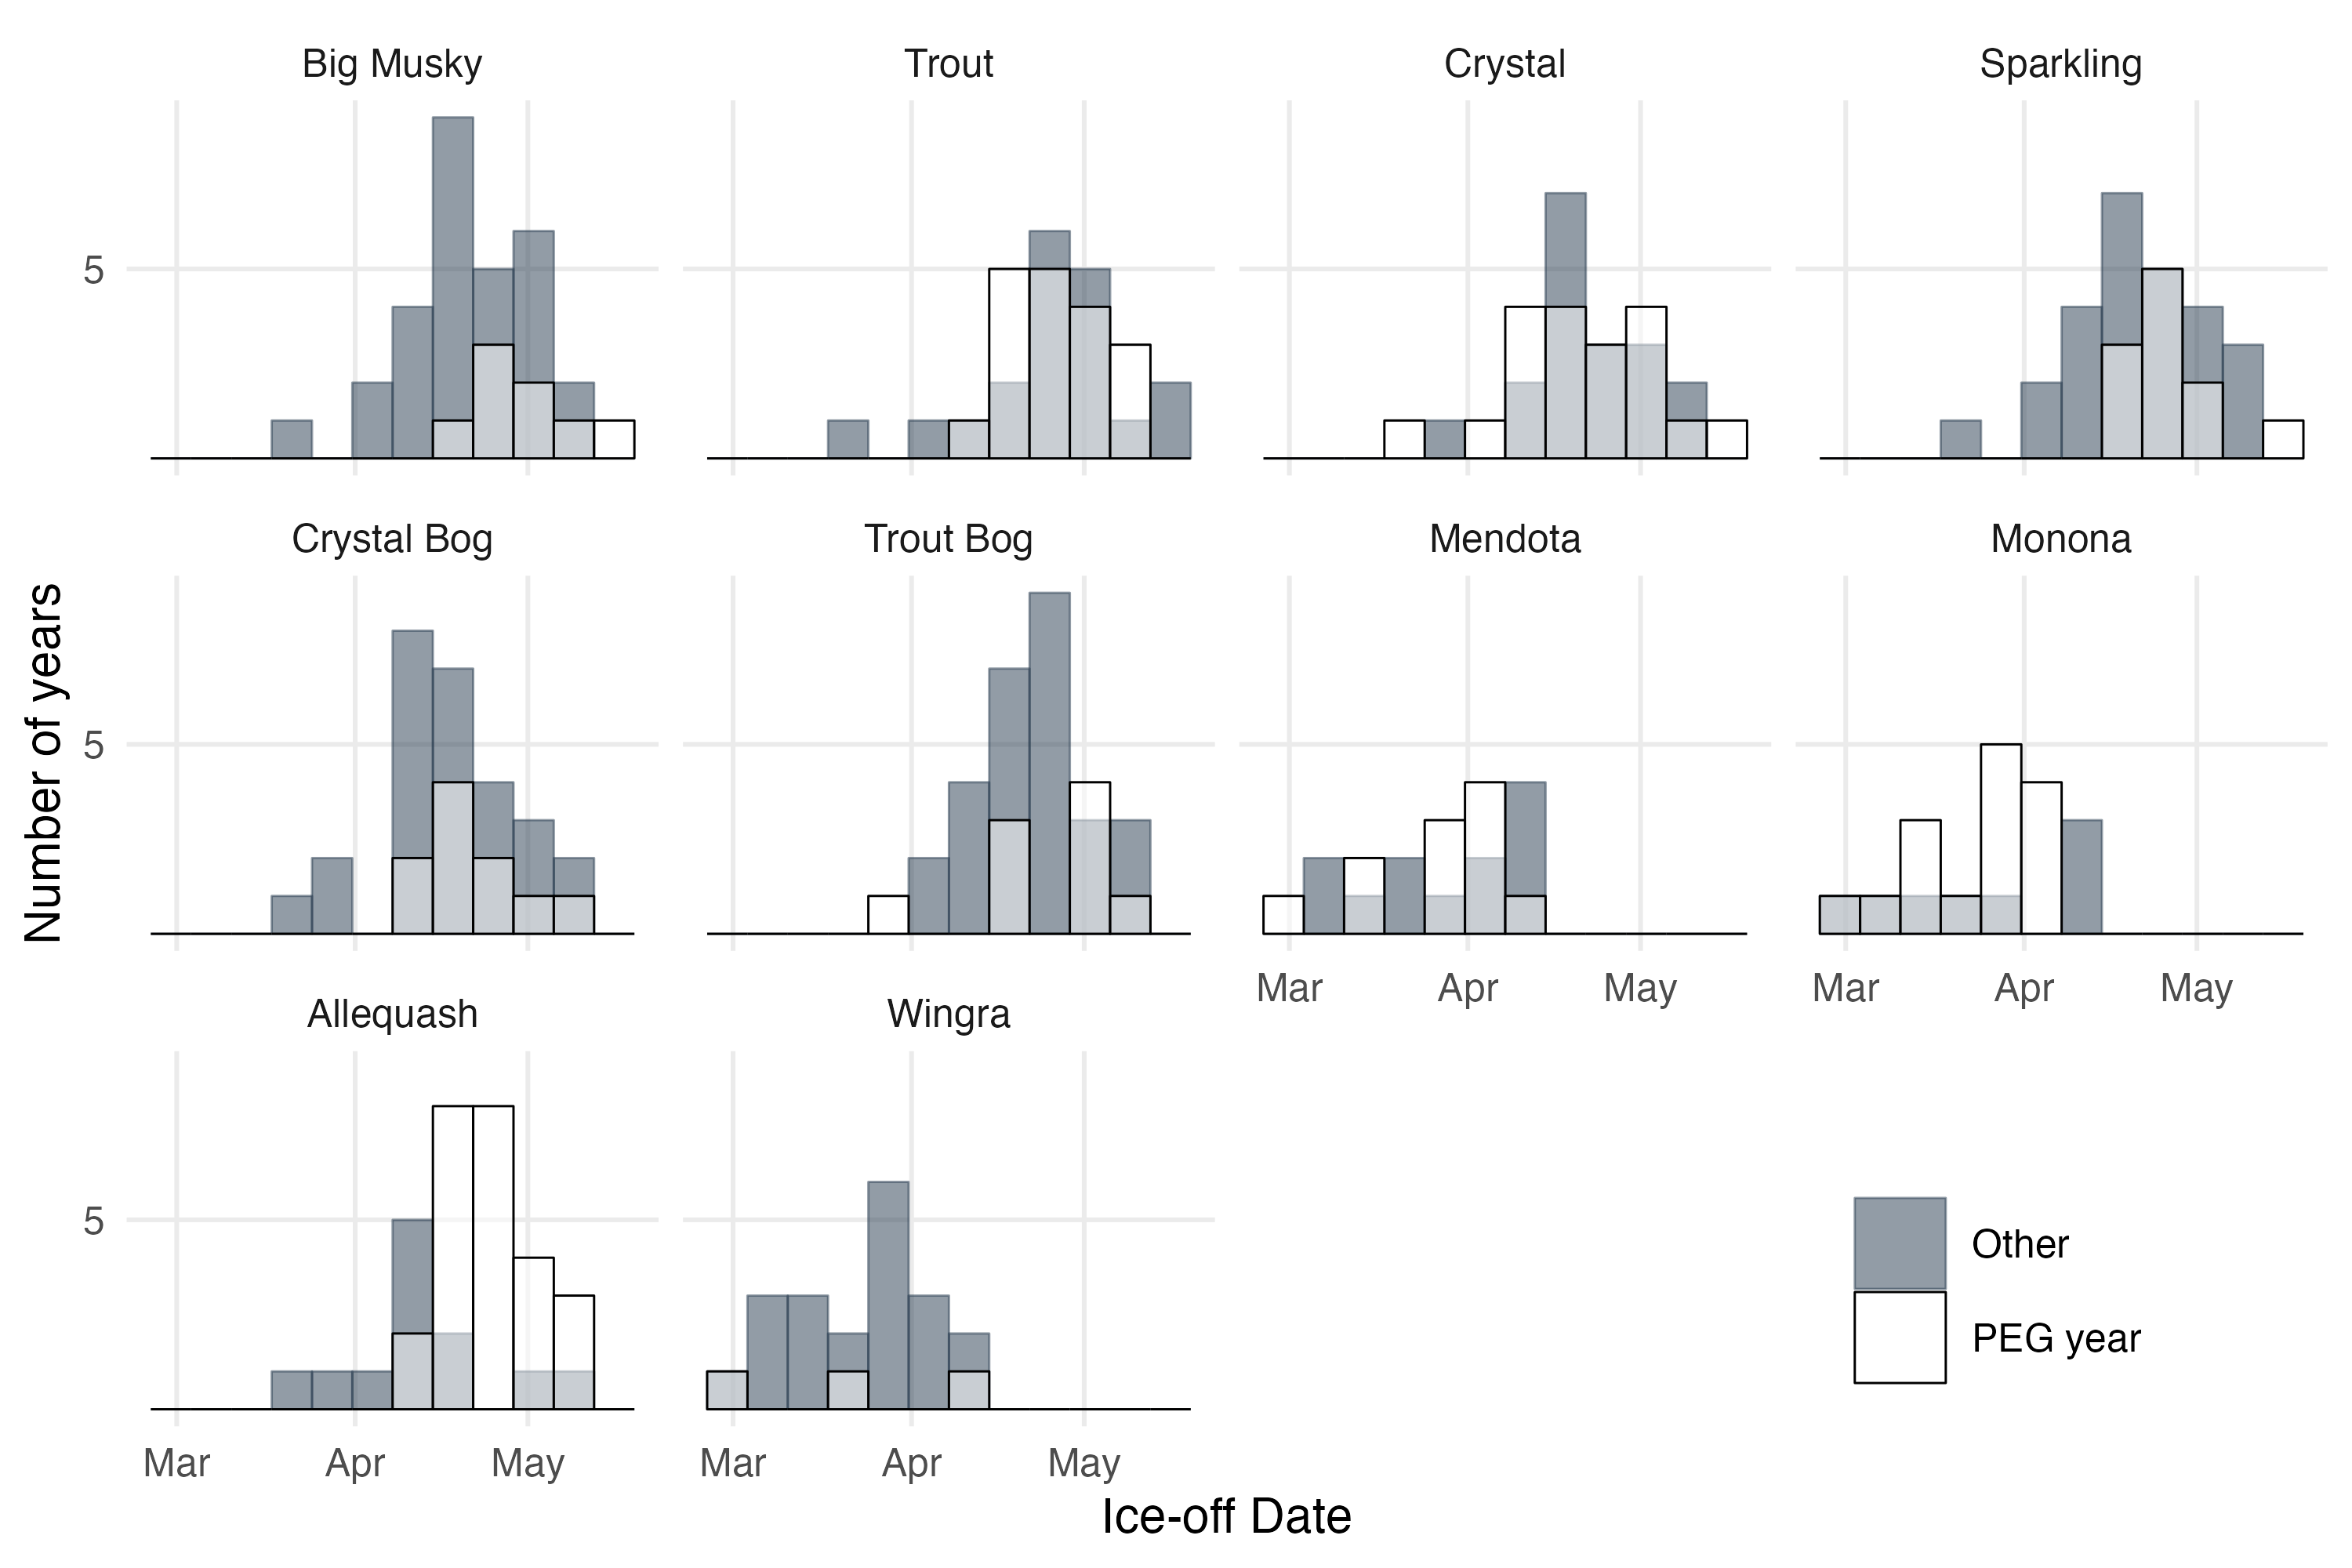 Big Musky
Trout
Crystal
Sparkling
5
Crystal Bog
Trout Bog
Mendota
Monona
5
Number of years
Mar Apr May
Mar Apr May
Allequash
Wingra
5
Other
PEG year
Mar Apr May
Mar Apr May
Ice-off Date